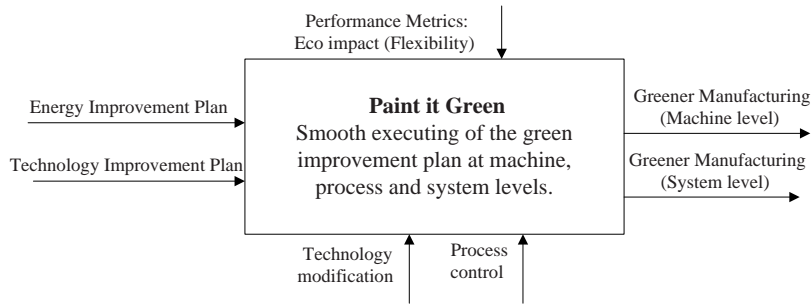 Performance Metrics:
Eco impact (Flexibility)
Energy Improvement Plan
Technology Improvement Plan
Paint it Green
Smooth executing of the green
improvement plan at machine,
process and system levels.
Greener Manufacturing
(Machine level)
Greener Manufacturing
(System level)
Technology
modification
Process
control